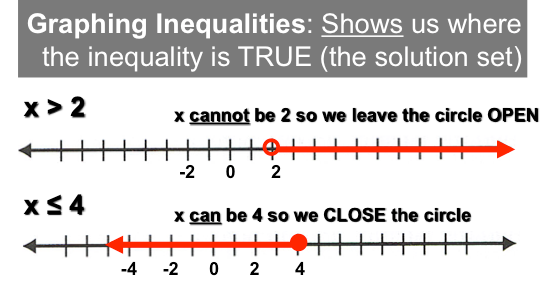 Graphing Inequalities: Shows us where
the inequality is TRUE (the solution set)
x > 2
x cannot be 2 so we leave the circle OPEN
-2 0 2
x ≤ 4
x can be 4 so we CLOSE the circle
-4 -2 0 2 4